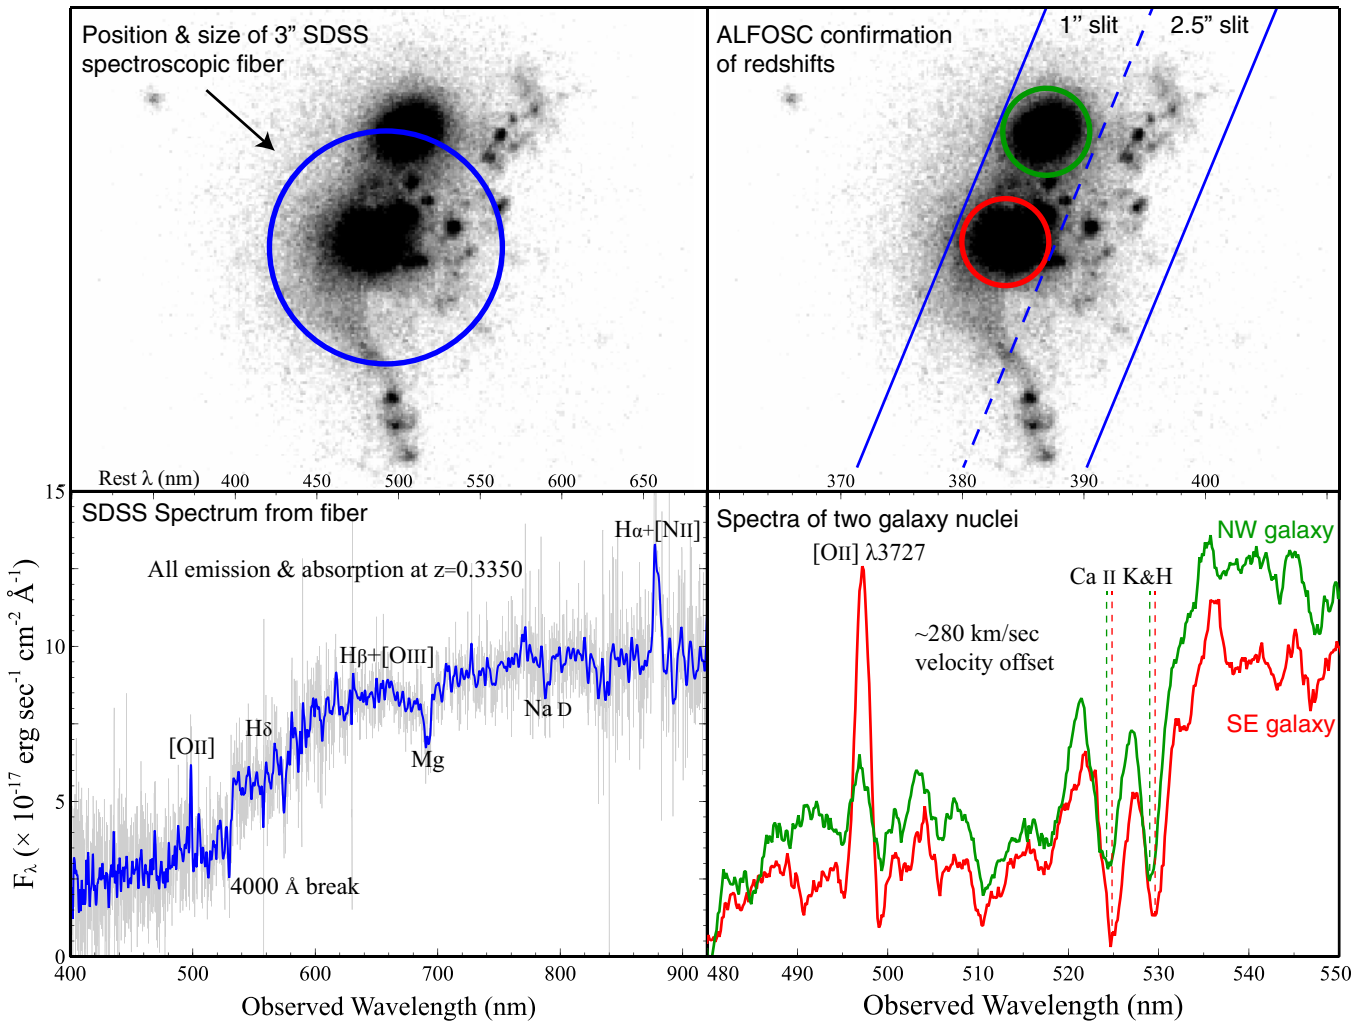 Position & size of 3” SDSS
spectroscopic fiber
ALFOSC confirmation
of redshifts
1” slit
2.5” slit
Rest λ (nm)
400 450 500 550 600 650
370 380 390 400
SDSS Spectrum from fiber
All emission & absorption at z=0.3350
Hα+[NII]
Hβ+[OIII]
Hδ
[OII]
Na D
Mg
4000 Å break
15
10
5
0
F_λ (× 10^-17 erg sec^-1 cm^-2 Å^-1)
400 500 600 700 800 900
Observed Wavelength (nm)
Spectra of two galaxy nuclei
[OII] λ3727
NW galaxy
Ca II K&H
~280 km/sec
velocity offset
SE galaxy
480 490 500 510 520 530 540 550
Observed Wavelength (nm)